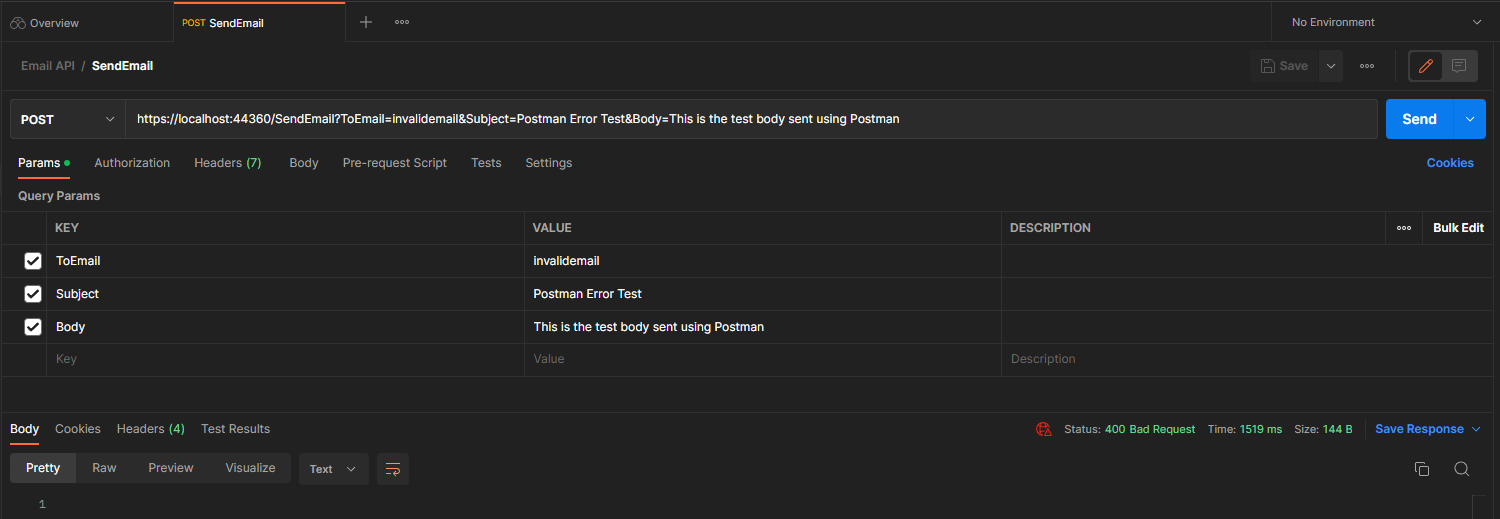 Overview
POST SendEmail
No Environment
Email API / SendEmail
Save
POST
https://localhost:44360/SendEmail?ToEmail=invalidemail&Subject=Postman Error Test&Body=This is the test body sent using Postman
Send
Params Authorization Headers (7) Body Pre-request Script Tests Settings Cookies
Query Params
KEY VALUE DESCRIPTION Bulk Edit
ToEmail invalidemail
Subject Postman Error Test
Body This is the test body sent using Postman
Key Value Description
Body Cookies Headers (4) Test Results Status: 400 Bad Request Time: 1519 ms Size: 144 B Save Response
Pretty Raw Preview Visualize Text
1